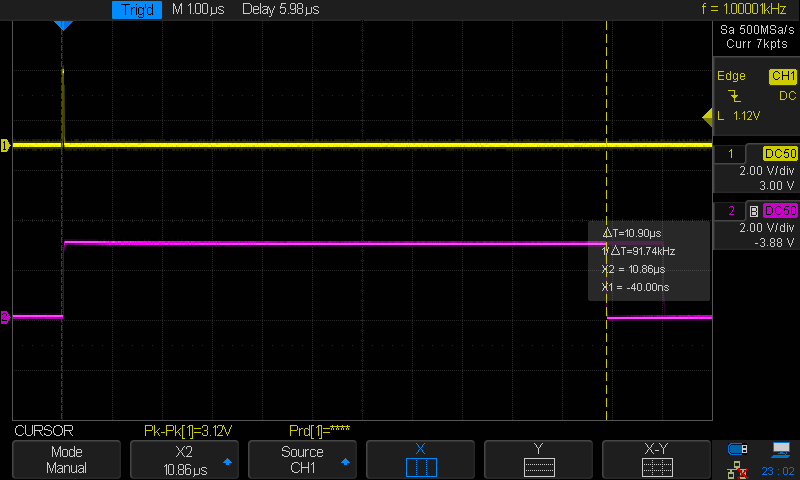 Trig'd M 1.00µs Delay 5.98µs f = 1.00001kHz
Sa 500MSa/s
Curr 7kpts
Edge CH1
DC
L 1.12V
1 DC50
2.00 V/div
3.00 V
2 B DC50
2.00 V/div
-3.88 V
1
2
△T=10.90µs
1/△T=91.74kHz
X2 = 10.86µs
X1 = -40.00ns
CURSOR Pk-Pk[1]=3.12V Prd[1]=****
Mode
Manual
X2
10.86µs
Source
CH1
X
Y
X-Y
23:02